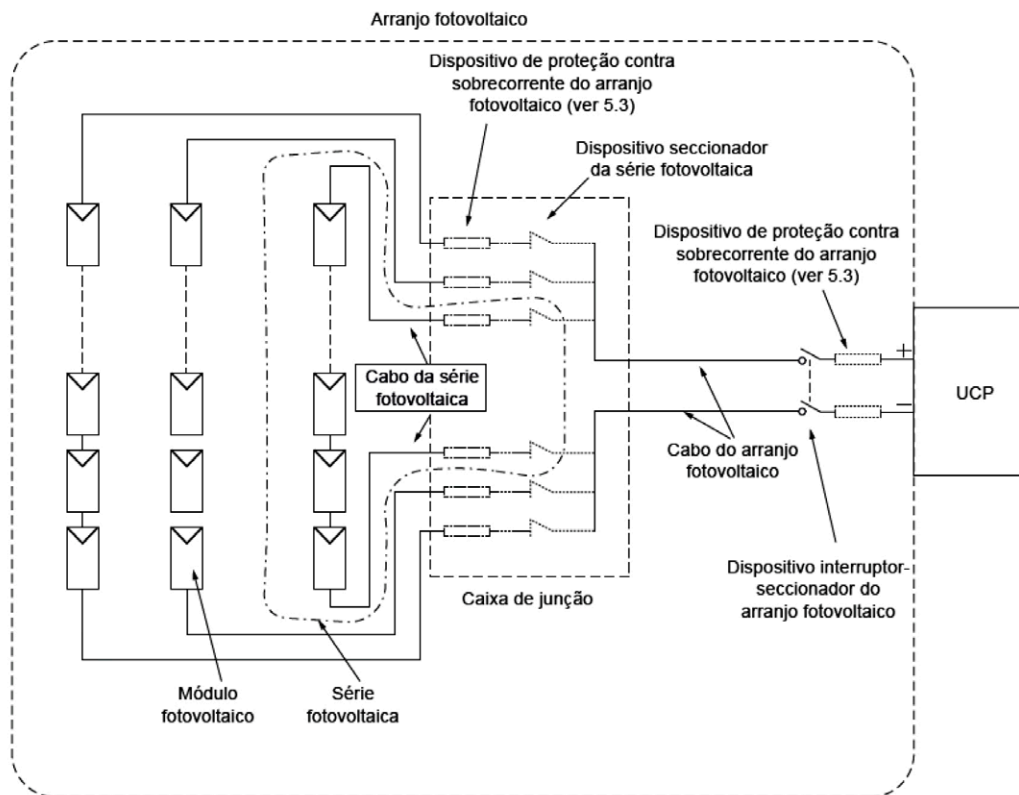 Arranjo fotovoltaico
Dispositivo de proteção contra
sobrecorrente do arranjo
fotovoltaico (ver 5.3)
Dispositivo seccionador
da série fotovoltaica
Dispositivo de proteção contra
sobrecorrente do arranjo
fotovoltaico (ver 5.3)
+
−
UCP
Cabo da série
fotovoltaica
Cabo do arranjo
fotovoltaico
Dispositivo interruptor-
seccionador do
arranjo fotovoltaico
Caixa de junção
Módulo
fotovoltaico
Série
fotovoltaica